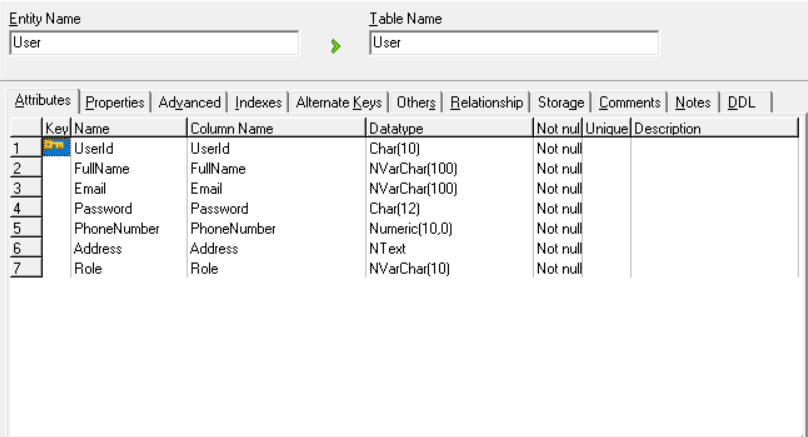 Entity Name Table Name
User User
Attributes Properties Advanced Indexes Alternate Keys Others Relationship Storage Comments Notes DDL
Key Name Column Name Datatype Not nul Unique Description
1 UserId UserId Char(10) Not null
2 FullName FullName NVarChar(100) Not null
3 Email Email NVarChar(100) Not null
4 Password Password Char(12) Not null
5 PhoneNumber PhoneNumber Numeric(10,0) Not null
6 Address Address NText Not null
7 Role Role NVarChar(10) Not null